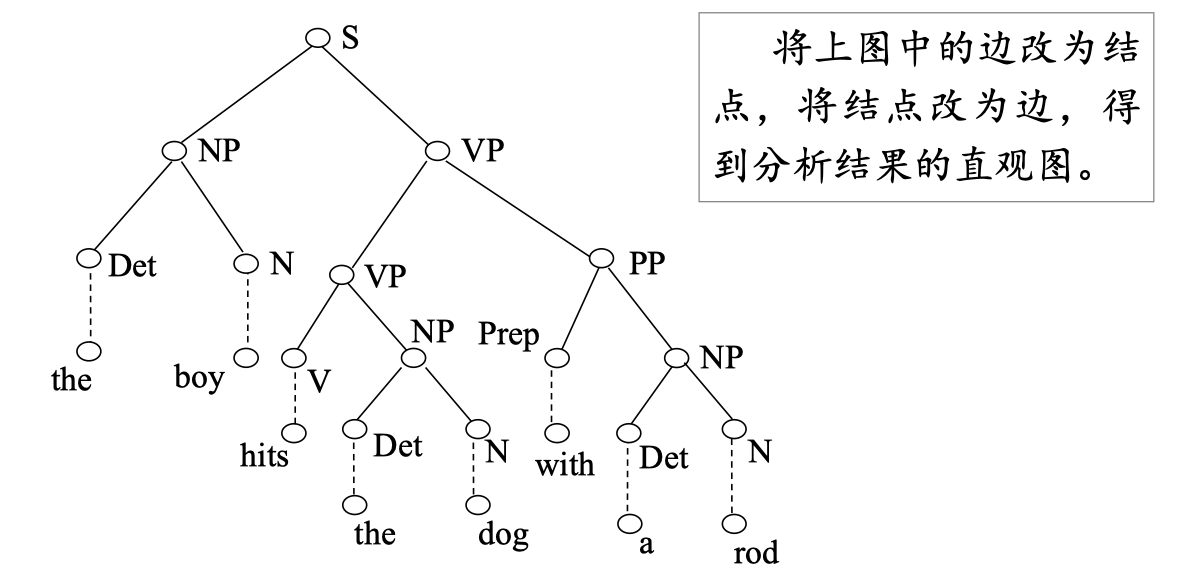 S
将上图中的边改为结
点，将结点改为边，得
到分析结果的直观图。
NP
VP
Det
N
VP
PP
NP
Prep
the
boy
V
NP
hits
Det
N
with
Det
N
the
dog
a
rod